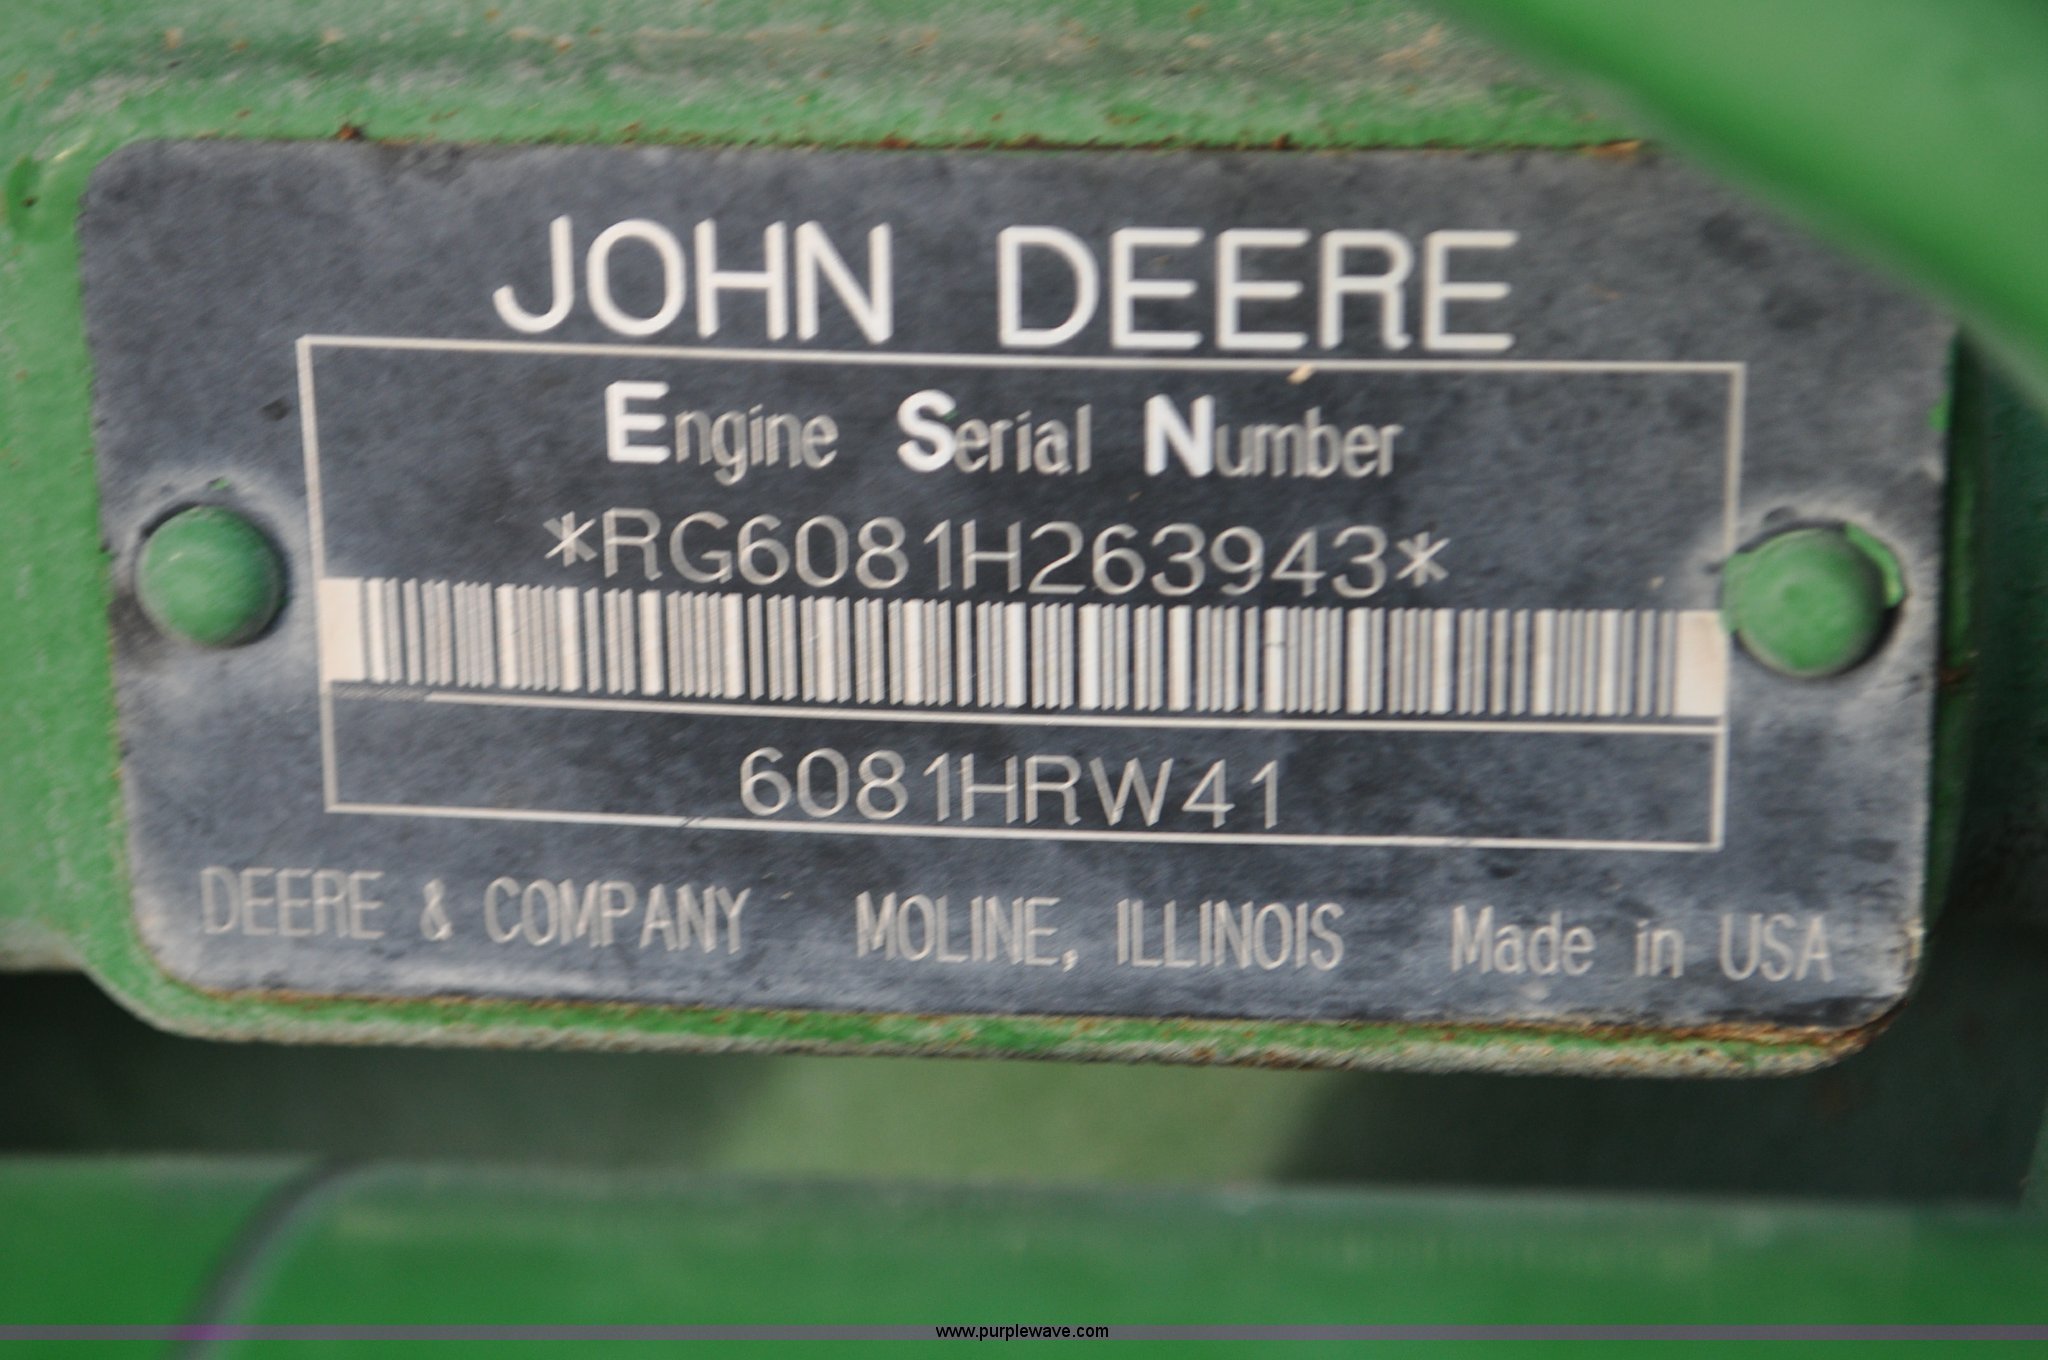 JOHN DEERE
Engine Serial Number
*RG6081H263943*
6081HRW41
DEERE & COMPANY MOLINE, ILLINOIS Made in USA
www.purplewave.com